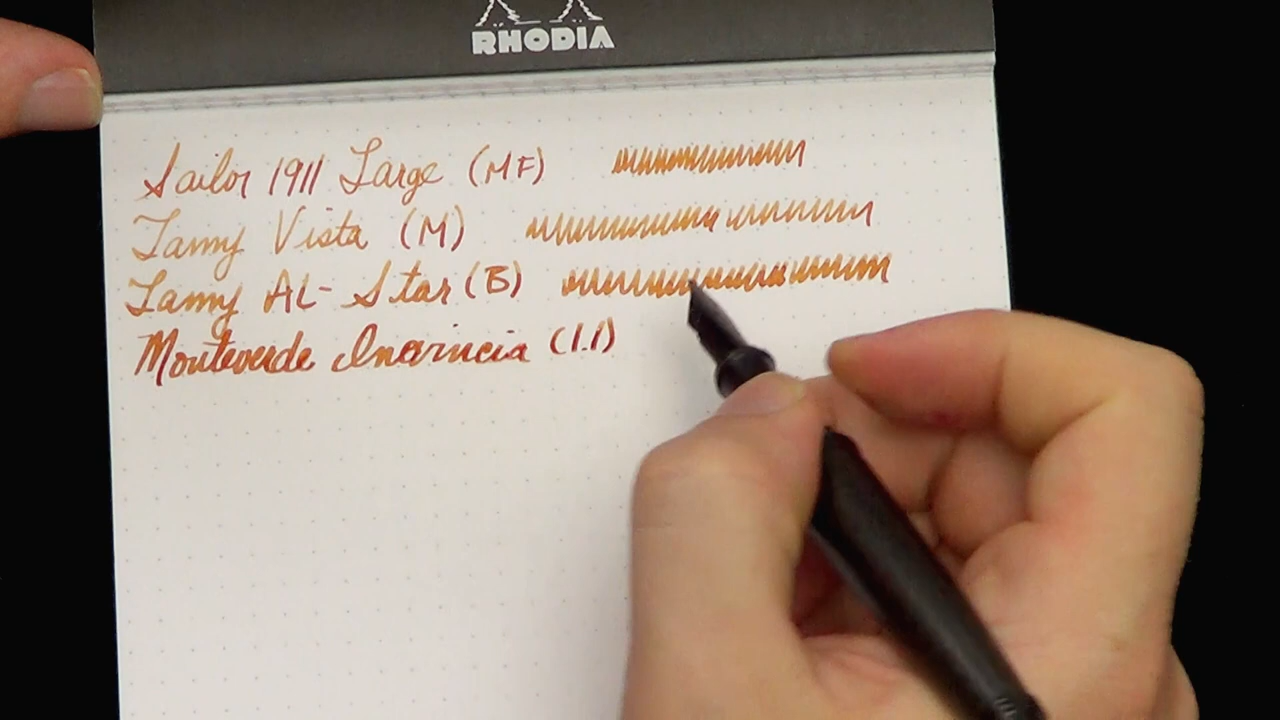 RHODIA
Sailor 1911 Large (MF)
Lamy Vista (M)
Lamy AL-Star (B)
Monteverde Invincia (1.1)